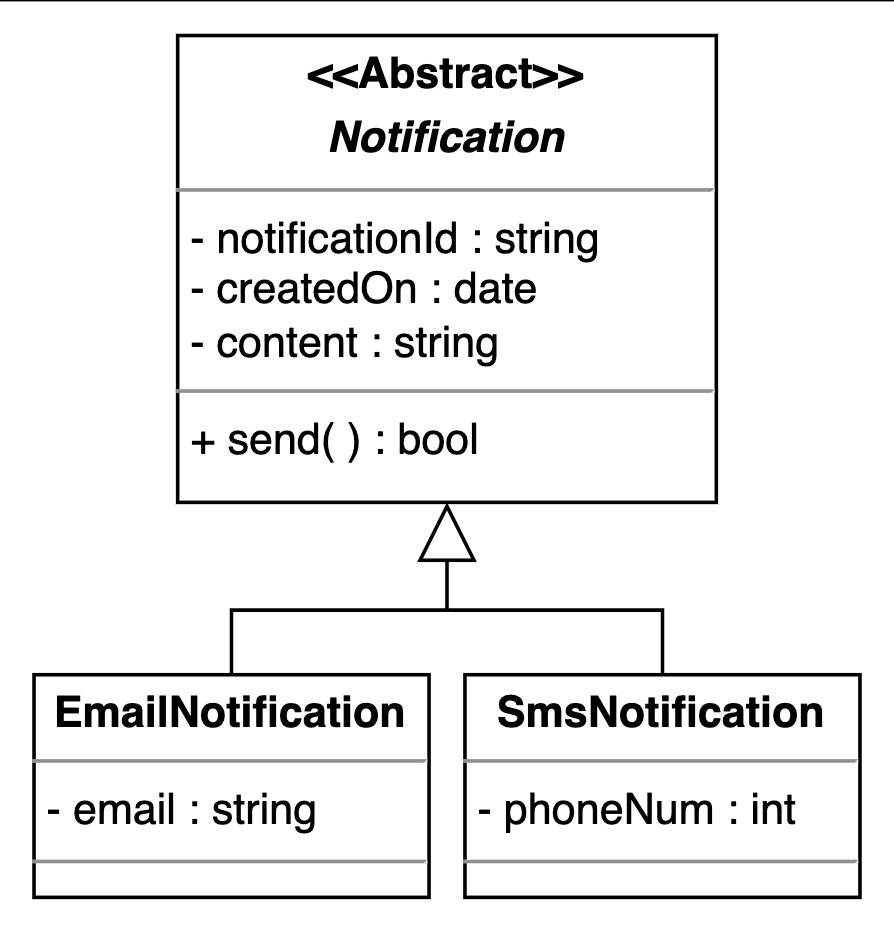 <<Abstract>>
Notification
- notificationId : string
- createdOn : date
- content : string
+ send( ) : bool
EmailNotification
- email : string
SmsNotification
- phoneNum : int